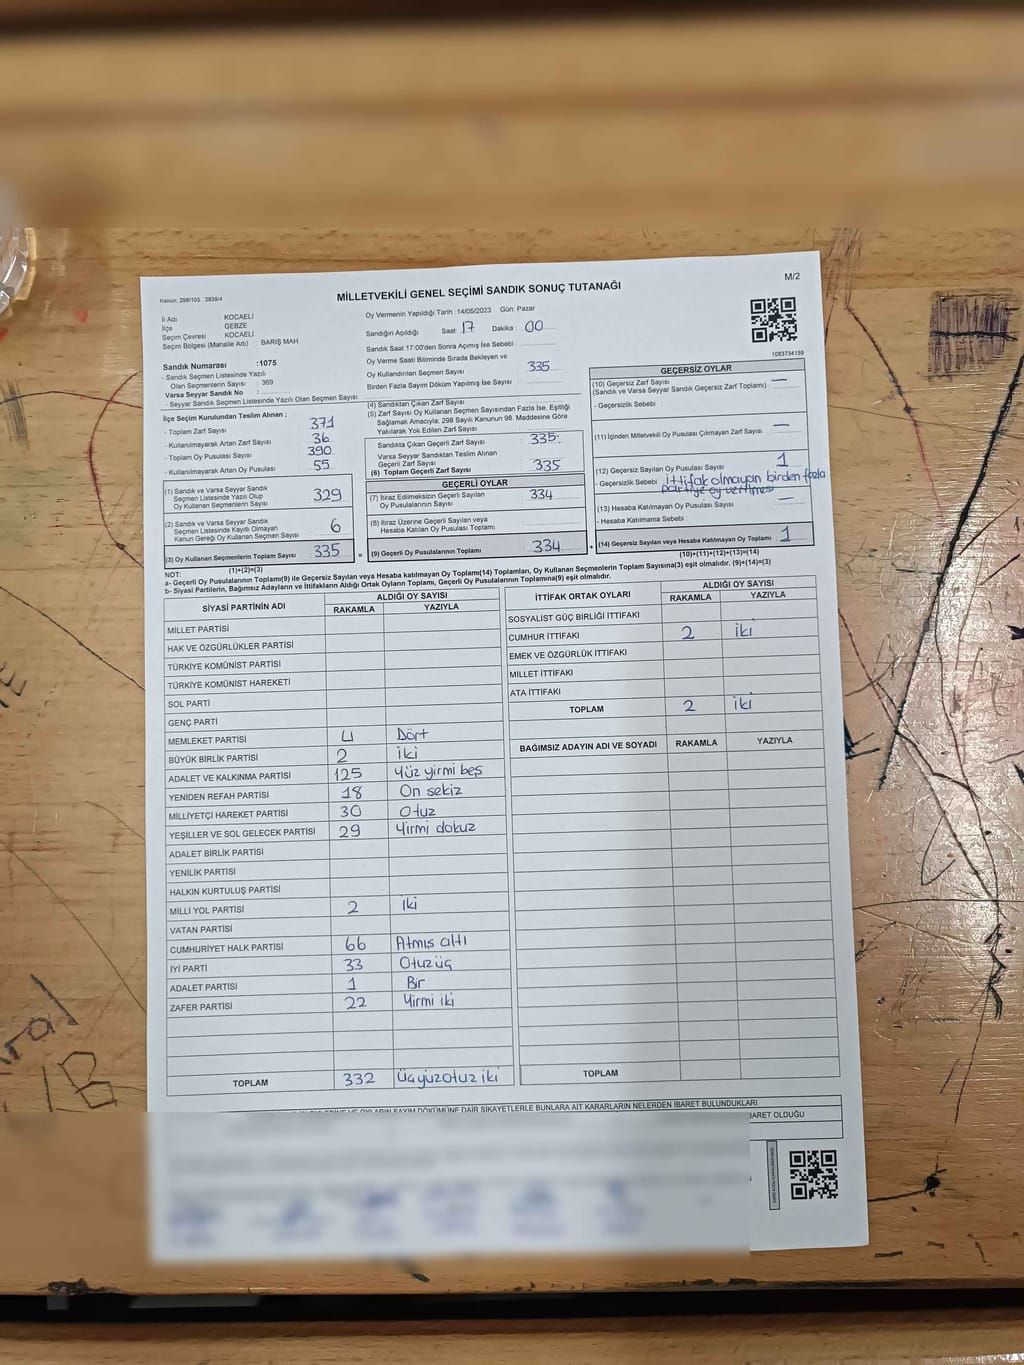 Kanun, 298/105 , 2839/4
M/2
MİLLETVEKİLİ GENEL SEÇİMİ SANDIK SONUÇ TUTANAĞI
İl Adı KOCAELİ
İlçe GEBZE
Seçim Çevresi KOCAELİ
Seçim Bölgesi (Mahalle Adı) BARIŞ MAH
Sandık Numarası :1075
- Sandık Seçmen Listesinde Yazılı
Olan Seçmenlerin Sayısı : 369
Varsa Seyyar Sandık No :
- Seyyar Sandık Seçmen Listesinde Yazılı Olan Seçmen Sayısı:
Oy Vermenin Yapıldığı Tarih :14/05/2023 Gün: Pazar
Sandığın Açıldığı Saat: 17 Dakika 00
Sandık Saat 17:00'den Sonra Açımış İse Sebebi :
Oy Verme Saati Bitiminde Sırada Bekleyen ve
Oy Kullandırılan Seçmen Sayısı 335
Birden Fazla Sayım Döküm Yapılmış İse Sayısı :
1083734159
İlçe Seçim Kurulundan Teslim Alınan ;
- Toplam Zarf Sayısı 371
- Kullanılmayarak Artan Zarf Sayısı 36
- Toplam Oy Pusulası Sayısı 390
- Kullanılmayarak Artan Oy Pusulası 55
(4) Sandıktan Çıkan Zarf Sayısı
(5) Zarf Sayısı Oy Kullanan Seçmen Sayısından Fazla İse, Eşitliği
Sağlamak Amacıyla; 298 Sayılı Kanunun 98. Maddesine Göre
Yakılarak Yok Edilen Zarf Sayısı
Sandıkta Çıkan Geçerli Zarf Sayısı 335
Varsa Seyyar Sandıktan Teslim Alınan
Geçerli Zarf Sayısı
(6) Toplam Geçerli Zarf Sayısı 335
GEÇERSİZ OYLAR
(10) Geçersiz Zarf Sayısı —
(Sandık ve Varsa Seyyar Sandık Geçersiz Zarf Toplamı)
- Geçersizlik Sebebi :
(11) İçinden Milletvekili Oy Pusulası Çıkmayan Zarf Sayısı —
(12) Geçersiz Sayılan Oy Pusulası Sayısı 1
- Geçersizlik Sebebi : İttifak olmayan birden fazla
partiye oy verilmesi
(13) Hesaba Katılmayan Oy Pusulası Sayısı —
- Hesaba Katılmama Sebebi :
(14) Geçersiz Sayılan veya Hesaba Katılmayan Oy Toplamı 1
(10)+(11)+(12)+(13)=(14)
(1) Sandık ve Varsa Seyyar Sandık
Seçmen Listesinde Yazılı Olup
Oy Kullanan Seçmenlerin Sayısı 329
(2) Sandık ve Varsa Seyyar Sandık
Seçmen Listesinde Kaydı Olmayan
Kanun Gereği Oy Kullanan Seçmen Sayısı 6
(3) Oy Kullanan Seçmenlerin Toplam Sayısı 335 =
(1)+(2)=(3)
GEÇERLİ OYLAR
(7) İtiraz Edilmeksizin Geçerli Sayılan
Oy Pusulasının Sayısı 334
(8) İtiraz Üzerine Geçerli Sayılan veya
Hesaba Katılan Oy Pusulası Toplamı
(9) Geçerli Oy Pusulalarının Toplamı 334 +
NOT:
a- Geçerli Oy Pusulalarının Toplamı(9) ile Geçersiz Sayılan veya Hesaba katılmayan Oy Toplamı(14) Toplamları, Oy Kullanan Seçmenlerin Toplam Sayısına(3) eşit olmalıdır. (9)+(14)=(3)
b- Siyasi Partilerin, Bağımsız Adayların ve İttifakların Aldığı Ortak Oyların Toplamı, Geçerli Oy Pusulalarının Toplamına(9) eşit olmalıdır.
SİYASİ PARTİNİN ADI ALDIĞI OY SAYISI
RAKAMLA YAZIYLA
MİLLET PARTİSİ
HAK VE ÖZGÜRLÜKLER PARTİSİ
TÜRKİYE KOMÜNİST PARTİSİ
TÜRKİYE KOMÜNİST HAREKETİ
SOL PARTİ
GENÇ PARTİ
MEMLEKET PARTİSİ 4 Dört
BÜYÜK BİRLİK PARTİSİ 2 iki
ADALET VE KALKINMA PARTİSİ 125 Yüz yirmi beş
YENİDEN REFAH PARTİSİ 18 On sekiz
MİLLİYETÇİ HAREKET PARTİSİ 30 Otuz
YEŞİLLER VE SOL GELECEK PARTİSİ 29 Yirmi dokuz
ADALET BİRLİK PARTİSİ
YENİLİK PARTİSİ
HALKIN KURTULUŞ PARTİSİ
MİLLİ YOL PARTİSİ 2 iki
VATAN PARTİSİ
CUMHURİYET HALK PARTİSİ 66 Atmıs altı
İYİ PARTİ 33 Otuz üç
ADALET PARTİSİ 1 Bir
ZAFER PARTİSİ 22 Yirmi iki
TOPLAM 332 Üçyüzotuz iki
İTTİFAK ORTAK OYLARI ALDIĞI OY SAYISI
RAKAMLA YAZIYLA
SOSYALİST GÜÇ BİRLİĞİ İTTİFAKI
CUMHUR İTTİFAKI 2 iki
EMEK VE ÖZGÜRLÜK İTTİFAKI
MİLLET İTTİFAKI
ATA İTTİFAKI
TOPLAM 2 iki
BAĞIMSIZ ADAYIN ADI VE SOYADI RAKAMLA YAZIYLA
TOPLAM
OYLARIN SAYIM DÖKÜMÜNE DAİR ŞİKAYETLERLE BUNLARA AİT KARARLARIN NELERDEN İBARET BULUNDUKLARI
İBARET OLDUĞU